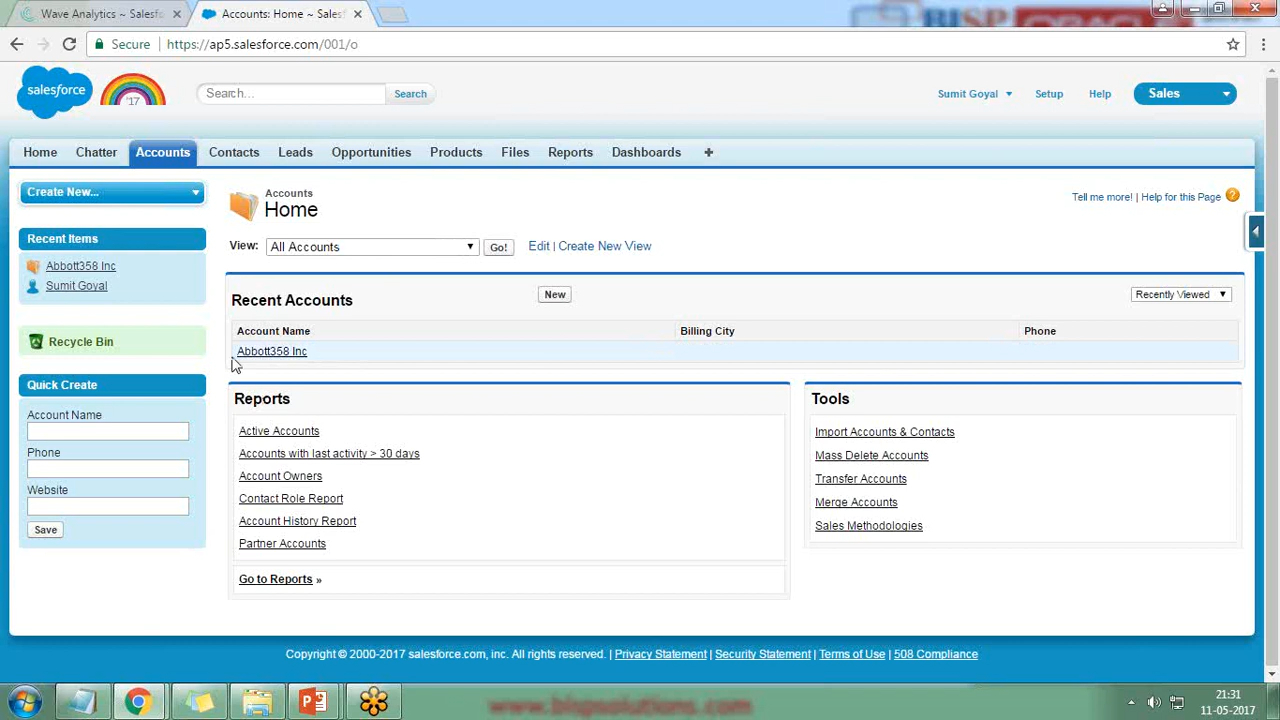 Wave Analytics ~ Salesfo
Accounts: Home ~ Salesfo
Secure
https://ap5.salesforce.com/001/o
salesforce
'17
Search...
Search
Sumit Goyal
Setup
Help
Sales
Home
Chatter
Accounts
Contacts
Leads
Opportunities
Products
Files
Reports
Dashboards
+
Create New...
Accounts
Home
Tell me more! | Help for this Page
View:
All Accounts
Go!
Edit | Create New View
Recent Items
Abbott358 Inc
Sumit Goyal
Recycle Bin
Quick Create
Account Name
Phone
Website
Save
Recent Accounts
New
Recently Viewed
Account Name
Billing City
Phone
Abbott358 Inc
Reports
Active Accounts
Accounts with last activity > 30 days
Account Owners
Contact Role Report
Account History Report
Partner Accounts
Go to Reports »
Tools
Import Accounts & Contacts
Mass Delete Accounts
Transfer Accounts
Merge Accounts
Sales Methodologies
Copyright © 2000-2017 salesforce.com, inc. All rights reserved. | Privacy Statement | Security Statement | Terms of Use | 508 Compliance
www.bispsolutions.com
21:31
11-05-2017